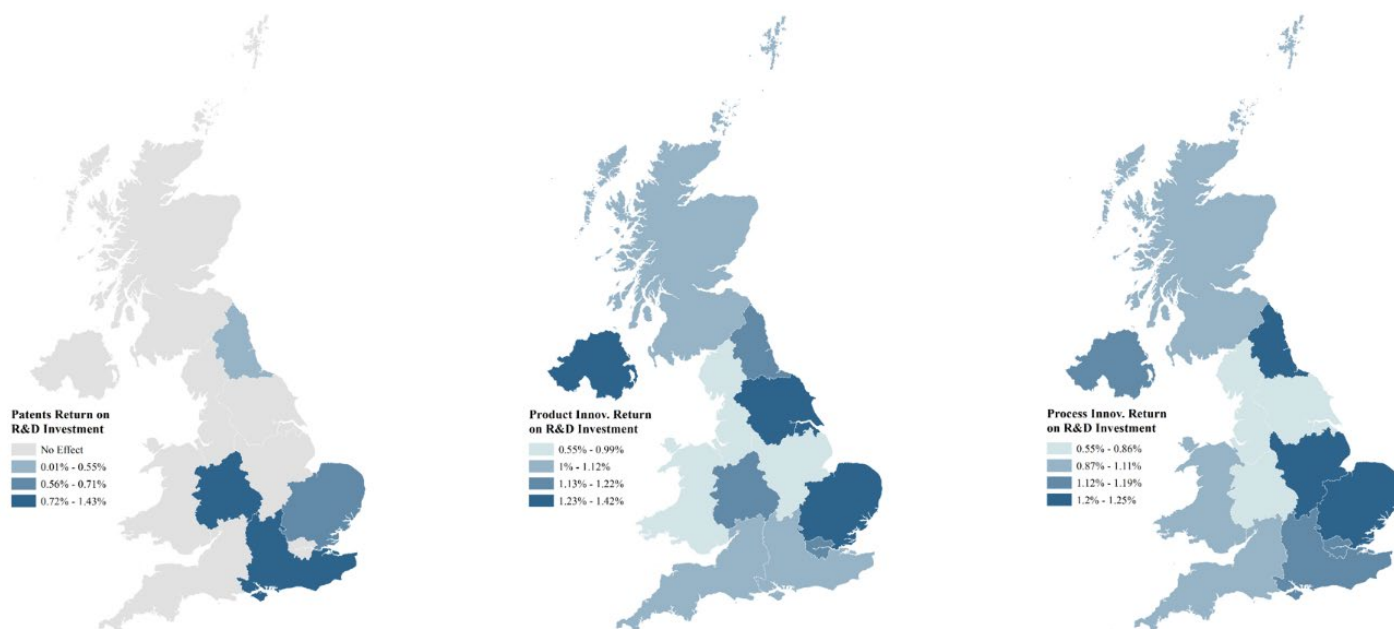 Patents Return on
R&D Investment
No Effect
0.01% - 0.55%
0.56% - 0.71%
0.72% - 1.43%
Product Innov. Return
on R&D Investment
0.55% - 0.99%
1% - 1.12%
1.13% - 1.22%
1.23% - 1.42%
Process Innov. Return
on R&D Investment
0.55% - 0.86%
0.87% - 1.11%
1.12% - 1.19%
1.2% - 1.25%